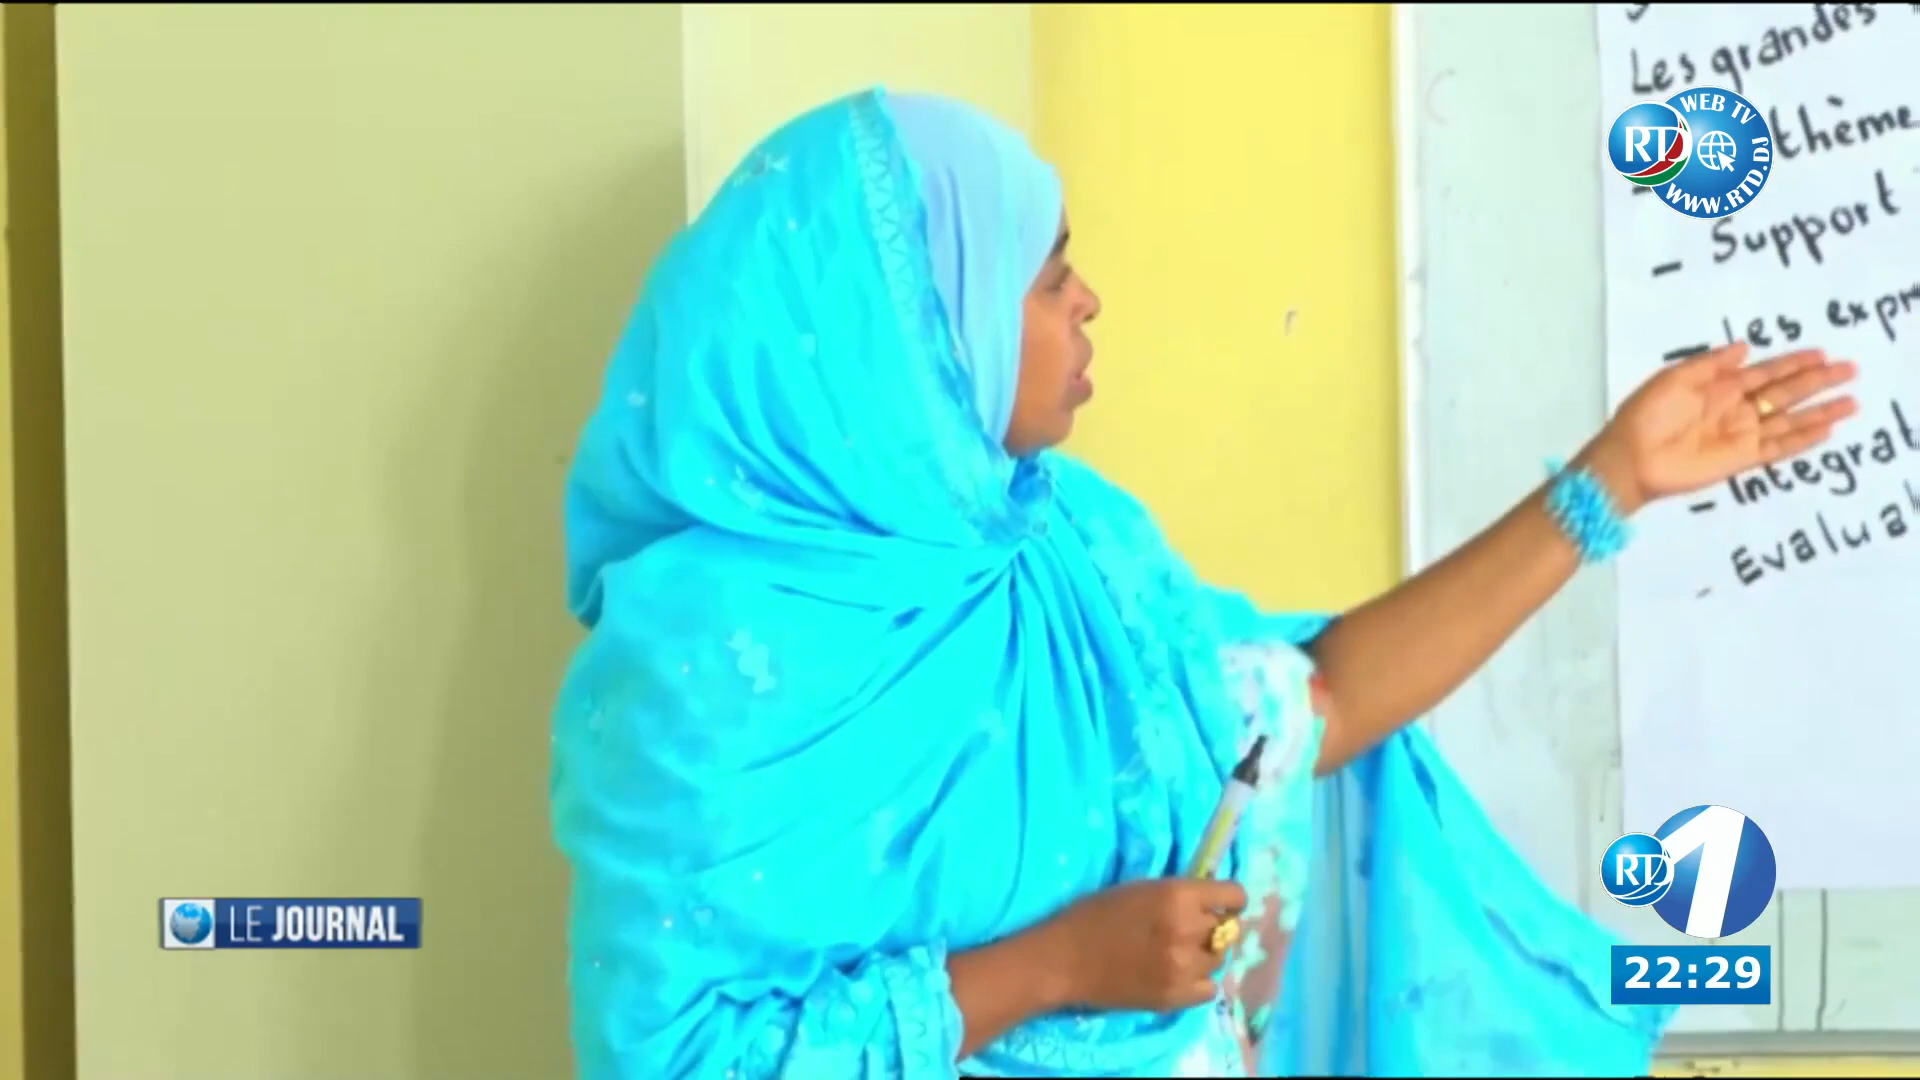 Les grandes
thème
- Support
- Les expr
- Integrat
- Evalua
WEB TV
RTD
WWW.RTD.DJ
LE JOURNAL
RTD 1
22:29